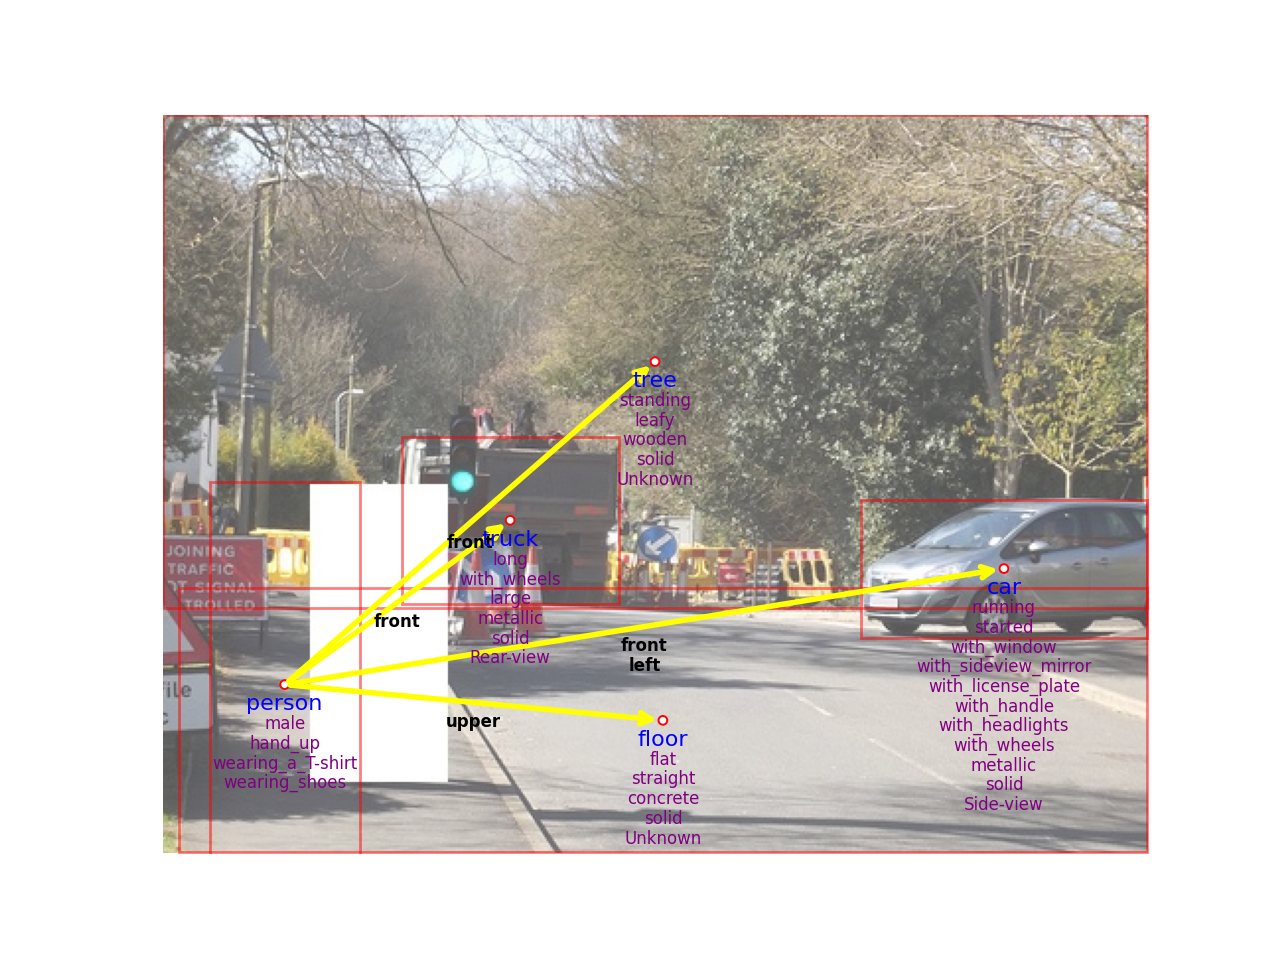 tree
standing
leafy
wooden
solid
Unknown
front
truck
long
with_wheels
large
metallic
solid
Rear-view
JOINING
TRAFFIC
NOT SIGNAL
CONTROLLED
front
front
left
car
running
started
with_window
with_sideview_mirror
with_license_plate
with_handle
with_headlights
with_wheels
metallic
solid
Side-view
person
male
hand_up
wearing_a_T-shirt
wearing_shoes
upper
floor
flat
straight
concrete
solid
Unknown